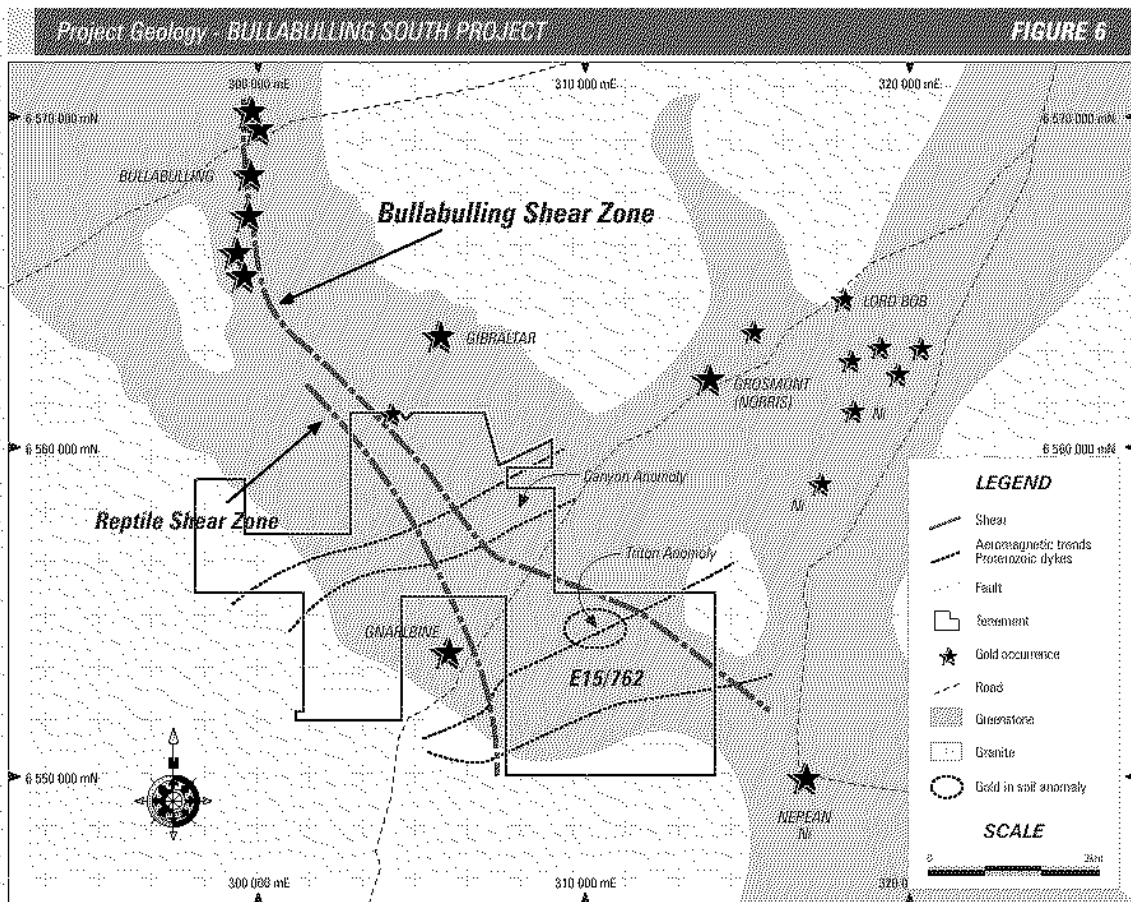 Project Geology - BULLABULLING SOUTH PROJECT
FIGURE 6
300 000 mE
310 000 mE
320 000 mE
6 570 000 mN
6 570 000 mN
BULLABULLING
Bullabulling Shear Zone
LORD BOB
GIBRALTAR
GROSMONT
(NORRIS)
Ni
6 560 000 mN
6 560 000 mN
Canyon Anomoly
Ni
Reptile Shear Zone
Triton Anomoly
GNARLBINE
E15/762
6 550 000 mN
N
NEPEAN
Ni
300 000 mE
310 000 mE
LEGEND
Shear
Aeromagnetic trends
Proterozoic dykes
Fault
Tenement
Gold occurrence
Road
Greenstone
Granite
Gold in soil anomaly
SCALE
0